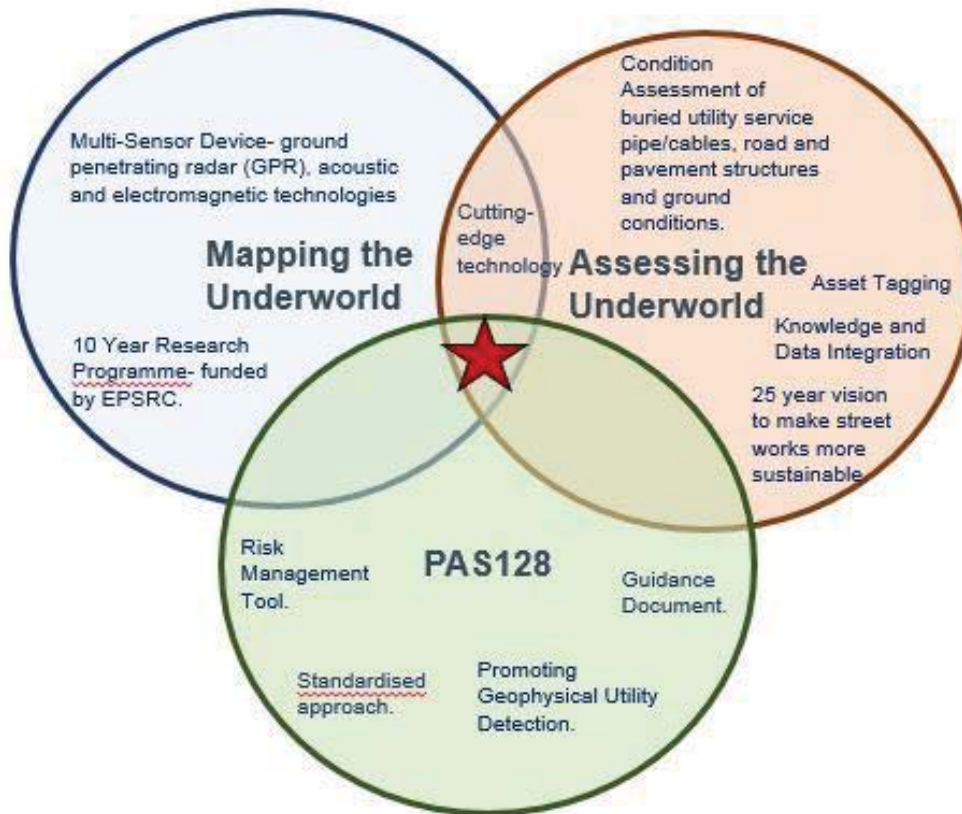 Multi-Sensor Device- ground
penetrating radar (GPR), acoustic
and electromagnetic technologies
Mapping the
Underworld
10 Year Research
Programme- funded
by EPSRC.
Cutting-
edge
technology
Condition
Assessment of
buried utility service
pipe/cables, road and
pavement structures
and ground
conditions.
Assessing the
Underworld
Asset Tagging
Knowledge and
Data Integration
25 year vision
to make street
works more
sustainable
Risk
Management
Tool.
PAS128
Guidance
Document.
Standardised
approach.
Promoting
Geophysical Utility
Detection.